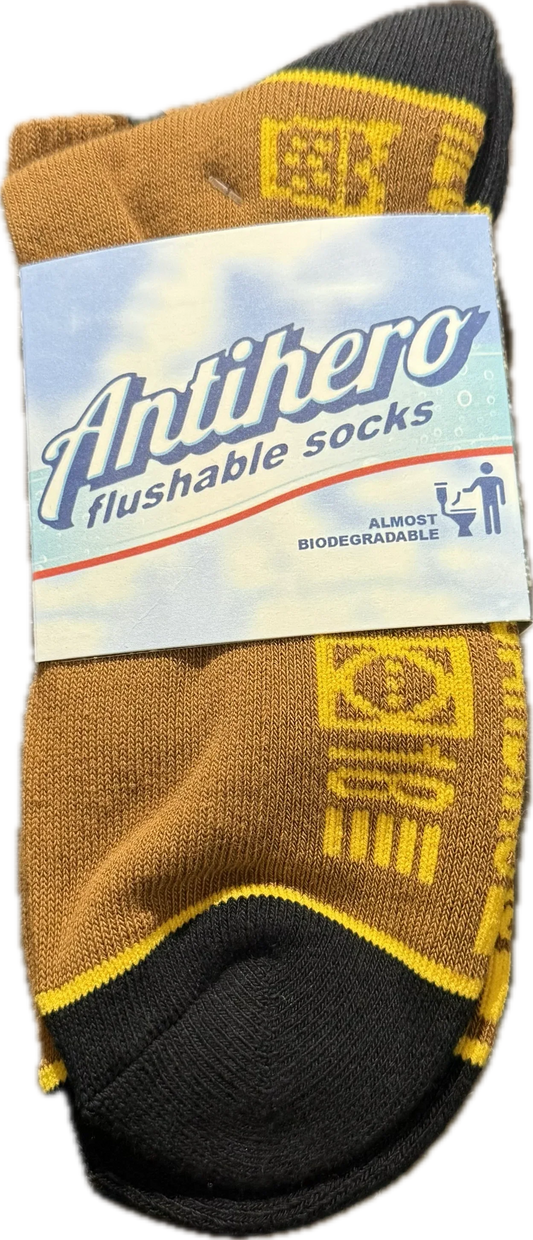 Antihero
flushable socks
ALMOST
BIODEGRADABLE